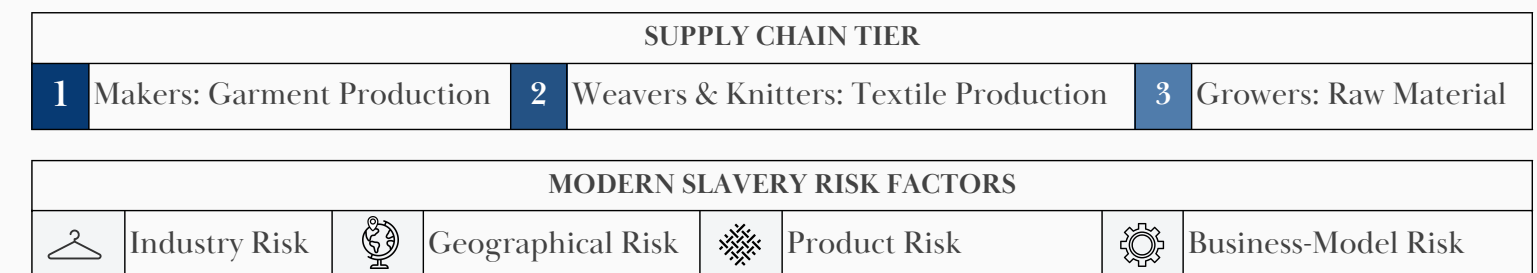 SUPPLY CHAIN TIER
1 Makers: Garment Production 2 Weavers & Knitters: Textile Production 3 Growers: Raw Material
MODERN SLAVERY RISK FACTORS
Industry Risk Geographical Risk Product Risk Business-Model Risk